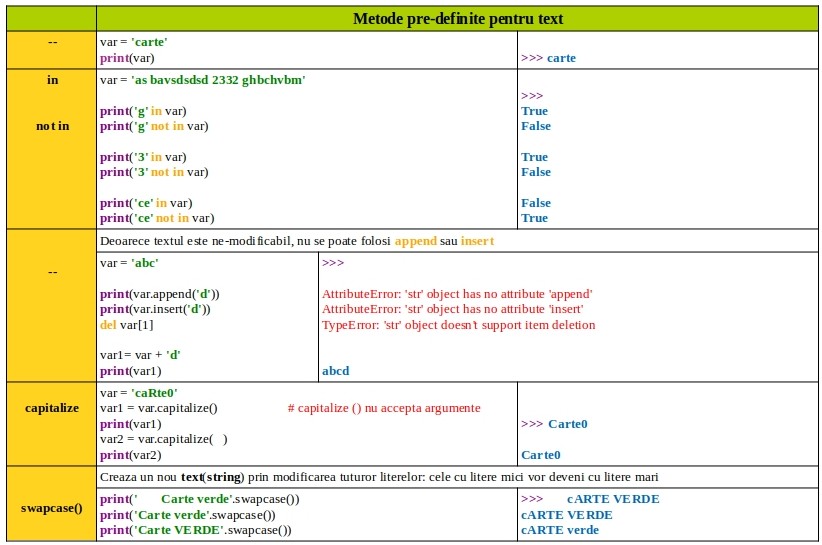 Metode pre-definite pentru text
--
var = 'carte'
print(var)
>>> carte
in
not in
var = 'as bavsdsdsd 2332 ghbchvbm'
>>>
print('g' in var)
True
print('g' not in var)
False
print('3' in var)
True
print('3' not in var)
False
print('ce' in var)
False
print('ce' not in var)
True
--
Deoarece textul este ne-modificabil, nu se poate folosi append sau insert
var = 'abc'
>>>
print(var.append('d'))
AttributeError: 'str' object has no attribute 'append'
print(var.insert('d'))
AttributeError: 'str' object has no attribute 'insert'
del var[1]
TypeError: 'str' object doesn't support item deletion
var1= var + 'd'
print(var1)
abcd
capitalize
var = 'caRte0'
var1 = var.capitalize() # capitalize () nu accepta argumente
print(var1)
>>> Carte0
var2 = var.capitalize( )
print(var2)
Carte0
swapcase()
Creaza un nou text(string) prin modificarea tuturor literelor: cele cu litere mici vor deveni cu litere mari
print(' Carte verde'.swapcase())
>>> cARTE VERDE
print('Carte verde'.swapcase())
cARTE VERDE
print('Carte VERDE'.swapcase())
cARTE verde